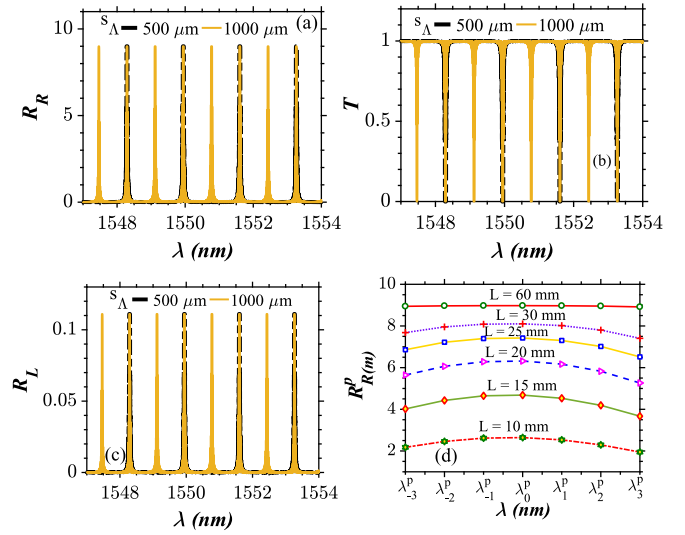 s_Λ 500 μm 1000 μm (a)
10
5
0
R_R
1548 1550 1552 1554
λ (nm)
s_Λ 500 μm 1000 μm
1
0.5
0
T
(b)
1548 1550 1552 1554
λ (nm)
s_Λ 500 μm 1000 μm
0.1
0.05
0
R_L
(c)
1548 1550 1552 1554
λ (nm)
10
8
6
4
2
R^p_R(m)
L = 60 mm
L = 30 mm
L = 25 mm
L = 20 mm
L = 15 mm
L = 10 mm
(d)
λ^p_-3 λ^p_-2 λ^p_-1 λ^p_0 λ^p_1 λ^p_2 λ^p_3
λ (nm)